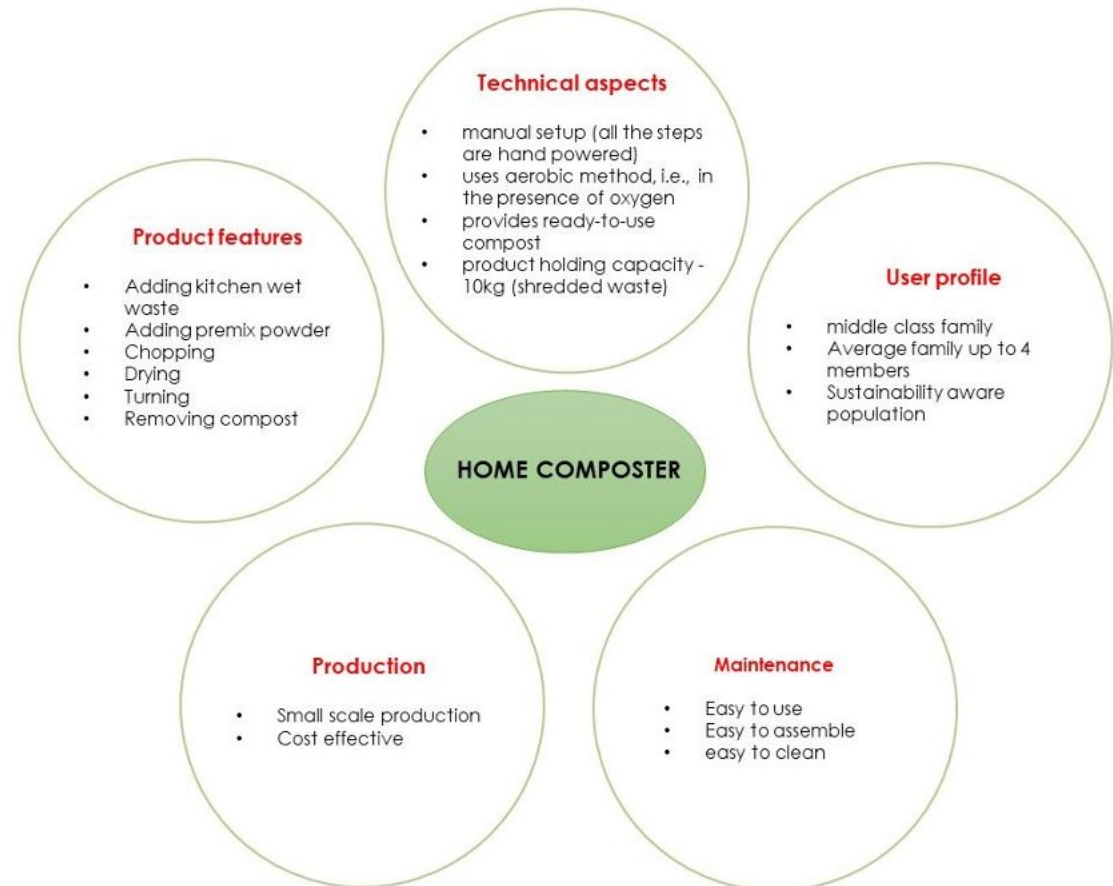 Technical aspects
• manual setup (all the steps
are hand powered)
• uses aerobic method, i.e., in
the presence of oxygen
• provides ready-to-use
compost
• product holding capacity -
10kg (shredded waste)
Product features
• Adding kitchen wet
waste
• Adding premix powder
• Chopping
• Drying
• Turning
• Removing compost
User profile
• middle class family
• Average family up to 4
members
• Sustainability aware
population
HOME COMPOSTER
Production
• Small scale production
• Cost effective
Maintenance
• Easy to use
• Easy to assemble
• easy to clean